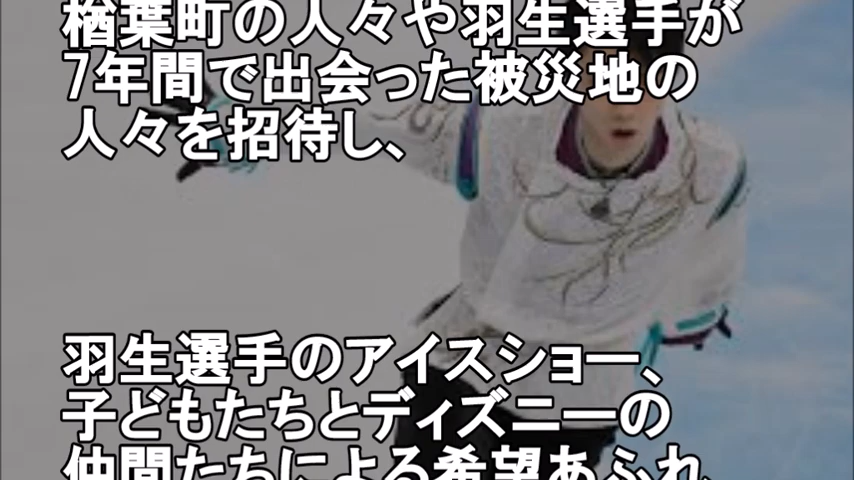 楢葉町の人々や羽生選手が
7年間で出会った被災地の
人々を招待し、
羽生選手のアイスショー、
子どもたちとディズニーの
仲間たちによる希望あふれ